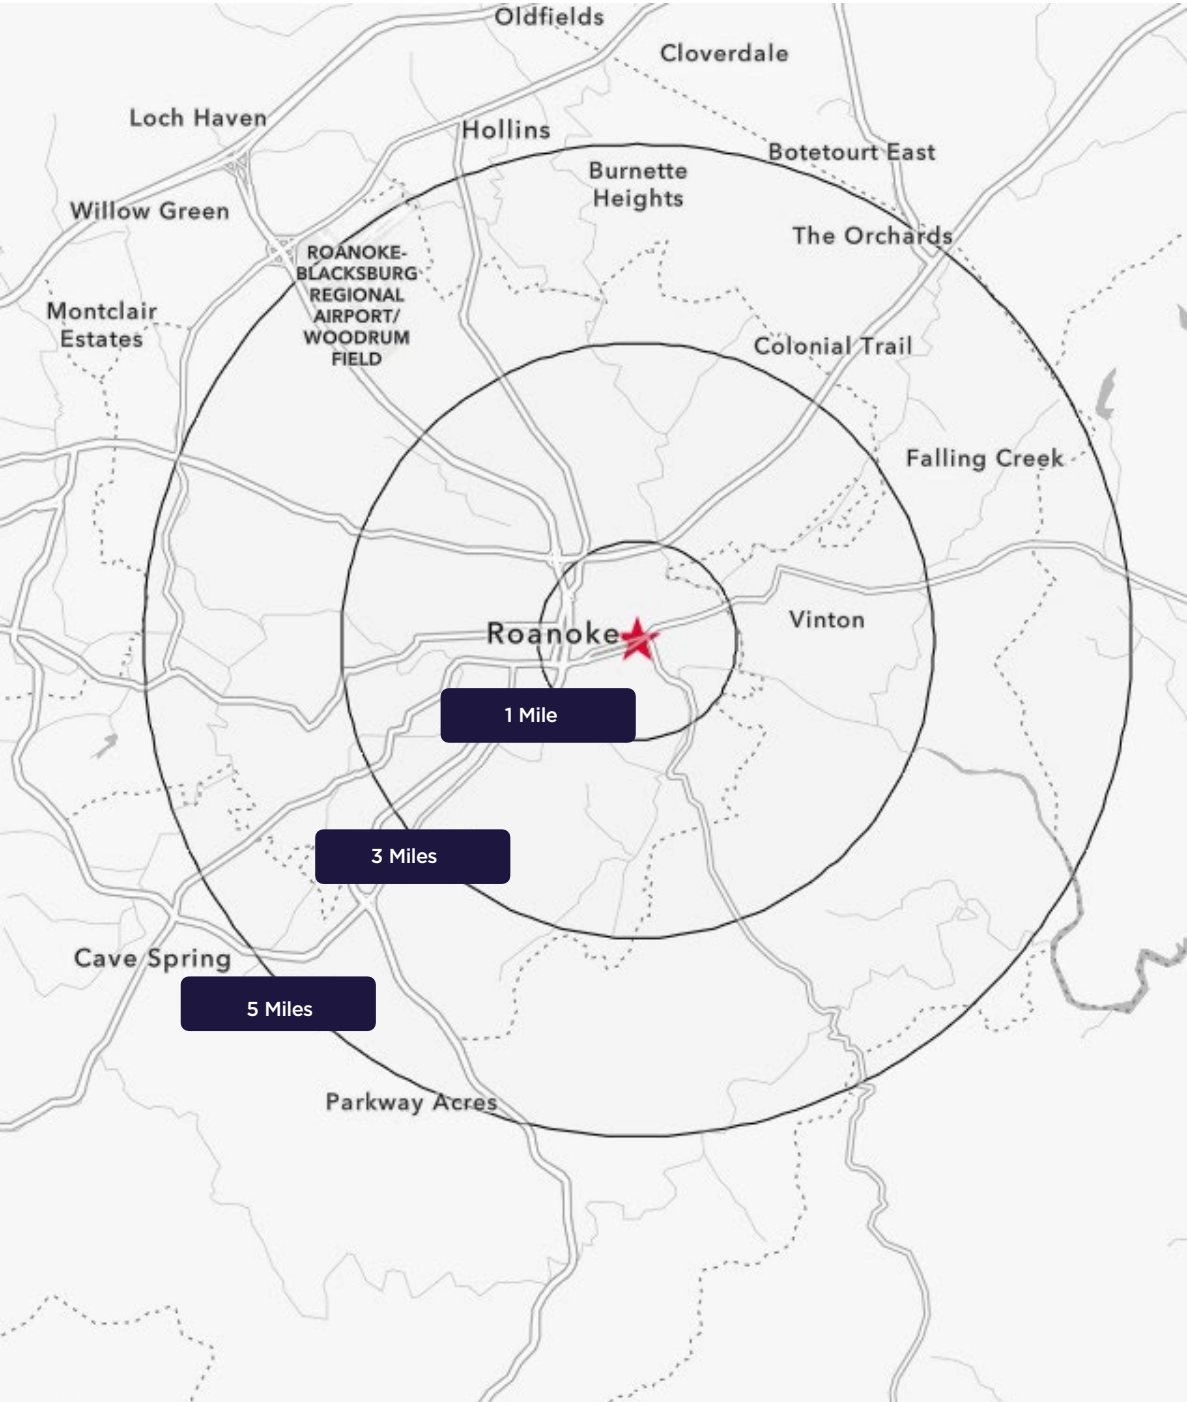 Oldfields
Cloverdale
Loch Haven
Hollins
Botetourt East
Burnette
Heights
Willow Green
The Orchards
ROANOKE-
BLACKSBURG
REGIONAL
AIRPORT/
WOODRUM
FIELD
Montclair
Estates
Colonial Trail
Falling Creek
Vinton
Roanoke
1 Mile
3 Miles
Cave Spring
5 Miles
Parkway Acres